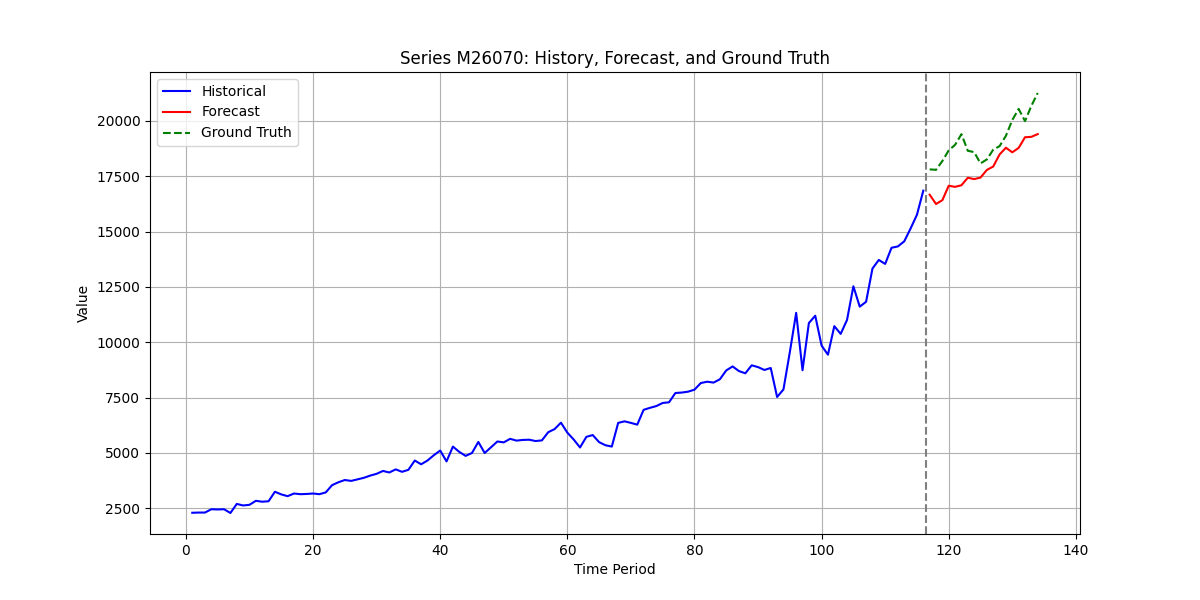 Series M26070: History, Forecast, and Ground Truth
Historical
Forecast
Ground Truth
20000
17500
15000
12500
10000
7500
5000
2500
Value
0 20 40 60 80 100 120 140
Time Period